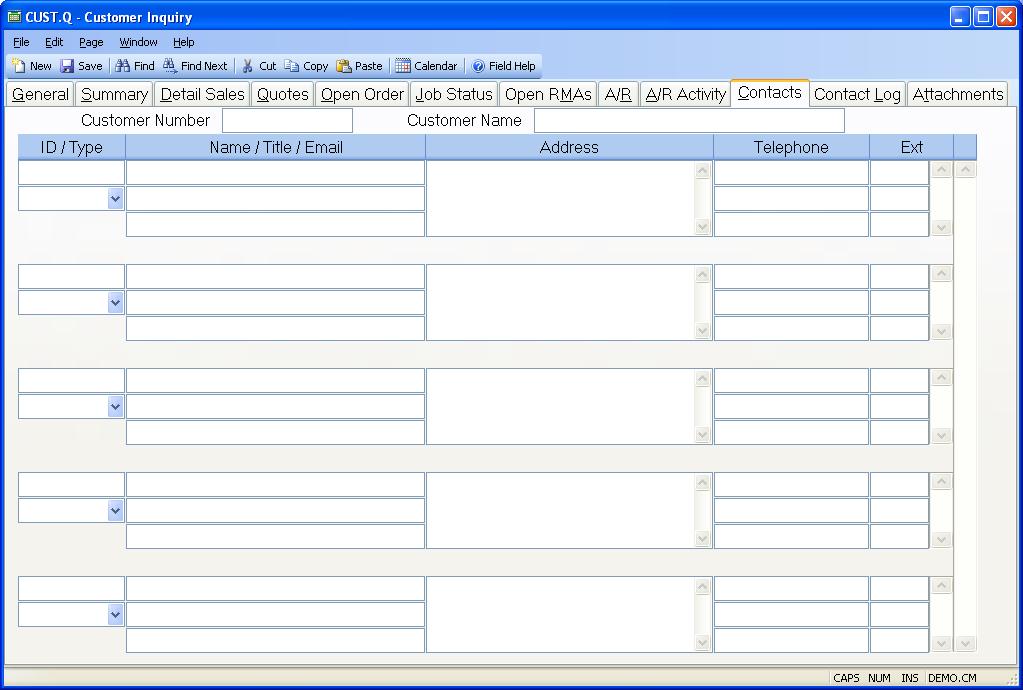 CUST.Q - Customer Inquiry
File Edit Page Window Help
New Save Find Find Next Cut Copy Paste Calendar Field Help
General Summary Detail Sales Quotes Open Order Job Status Open RMAs A/R A/R Activity Contacts Contact Log Attachments
Customer Number Customer Name
ID / Type Name / Title / Email Address Telephone Ext
CAPS NUM INS DEMO.CM